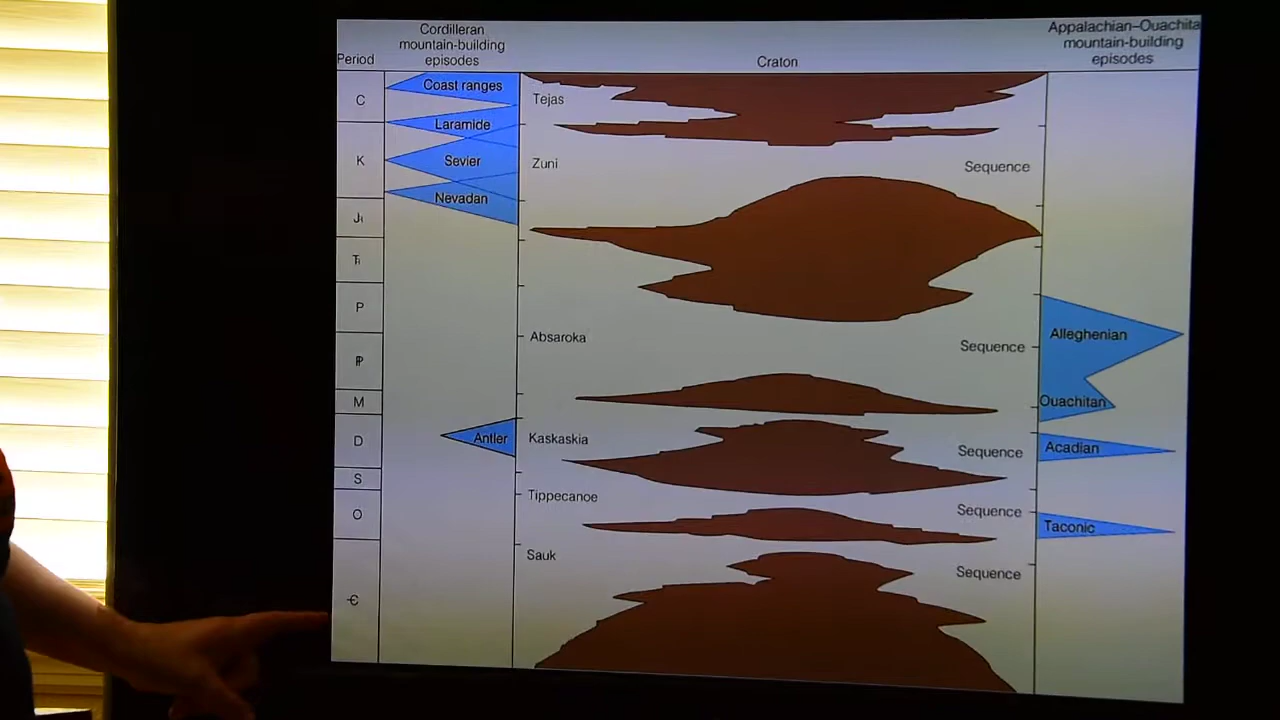 Cordilleran
mountain-building
episodes
Appalachian–Ouachita
mountain-building
episodes
Period
Craton
C
Coast ranges
Tejas
Laramide
K
Sevier
Zuni
Sequence
Nevadan
J
P
Alleghenian
Absaroka
Sequence
M
Ouachitan
D
Antler
Kaskaskia
Sequence
Acadian
S
Tippecanoe
Sequence
O
Taconic
Sauk
Sequence
Є